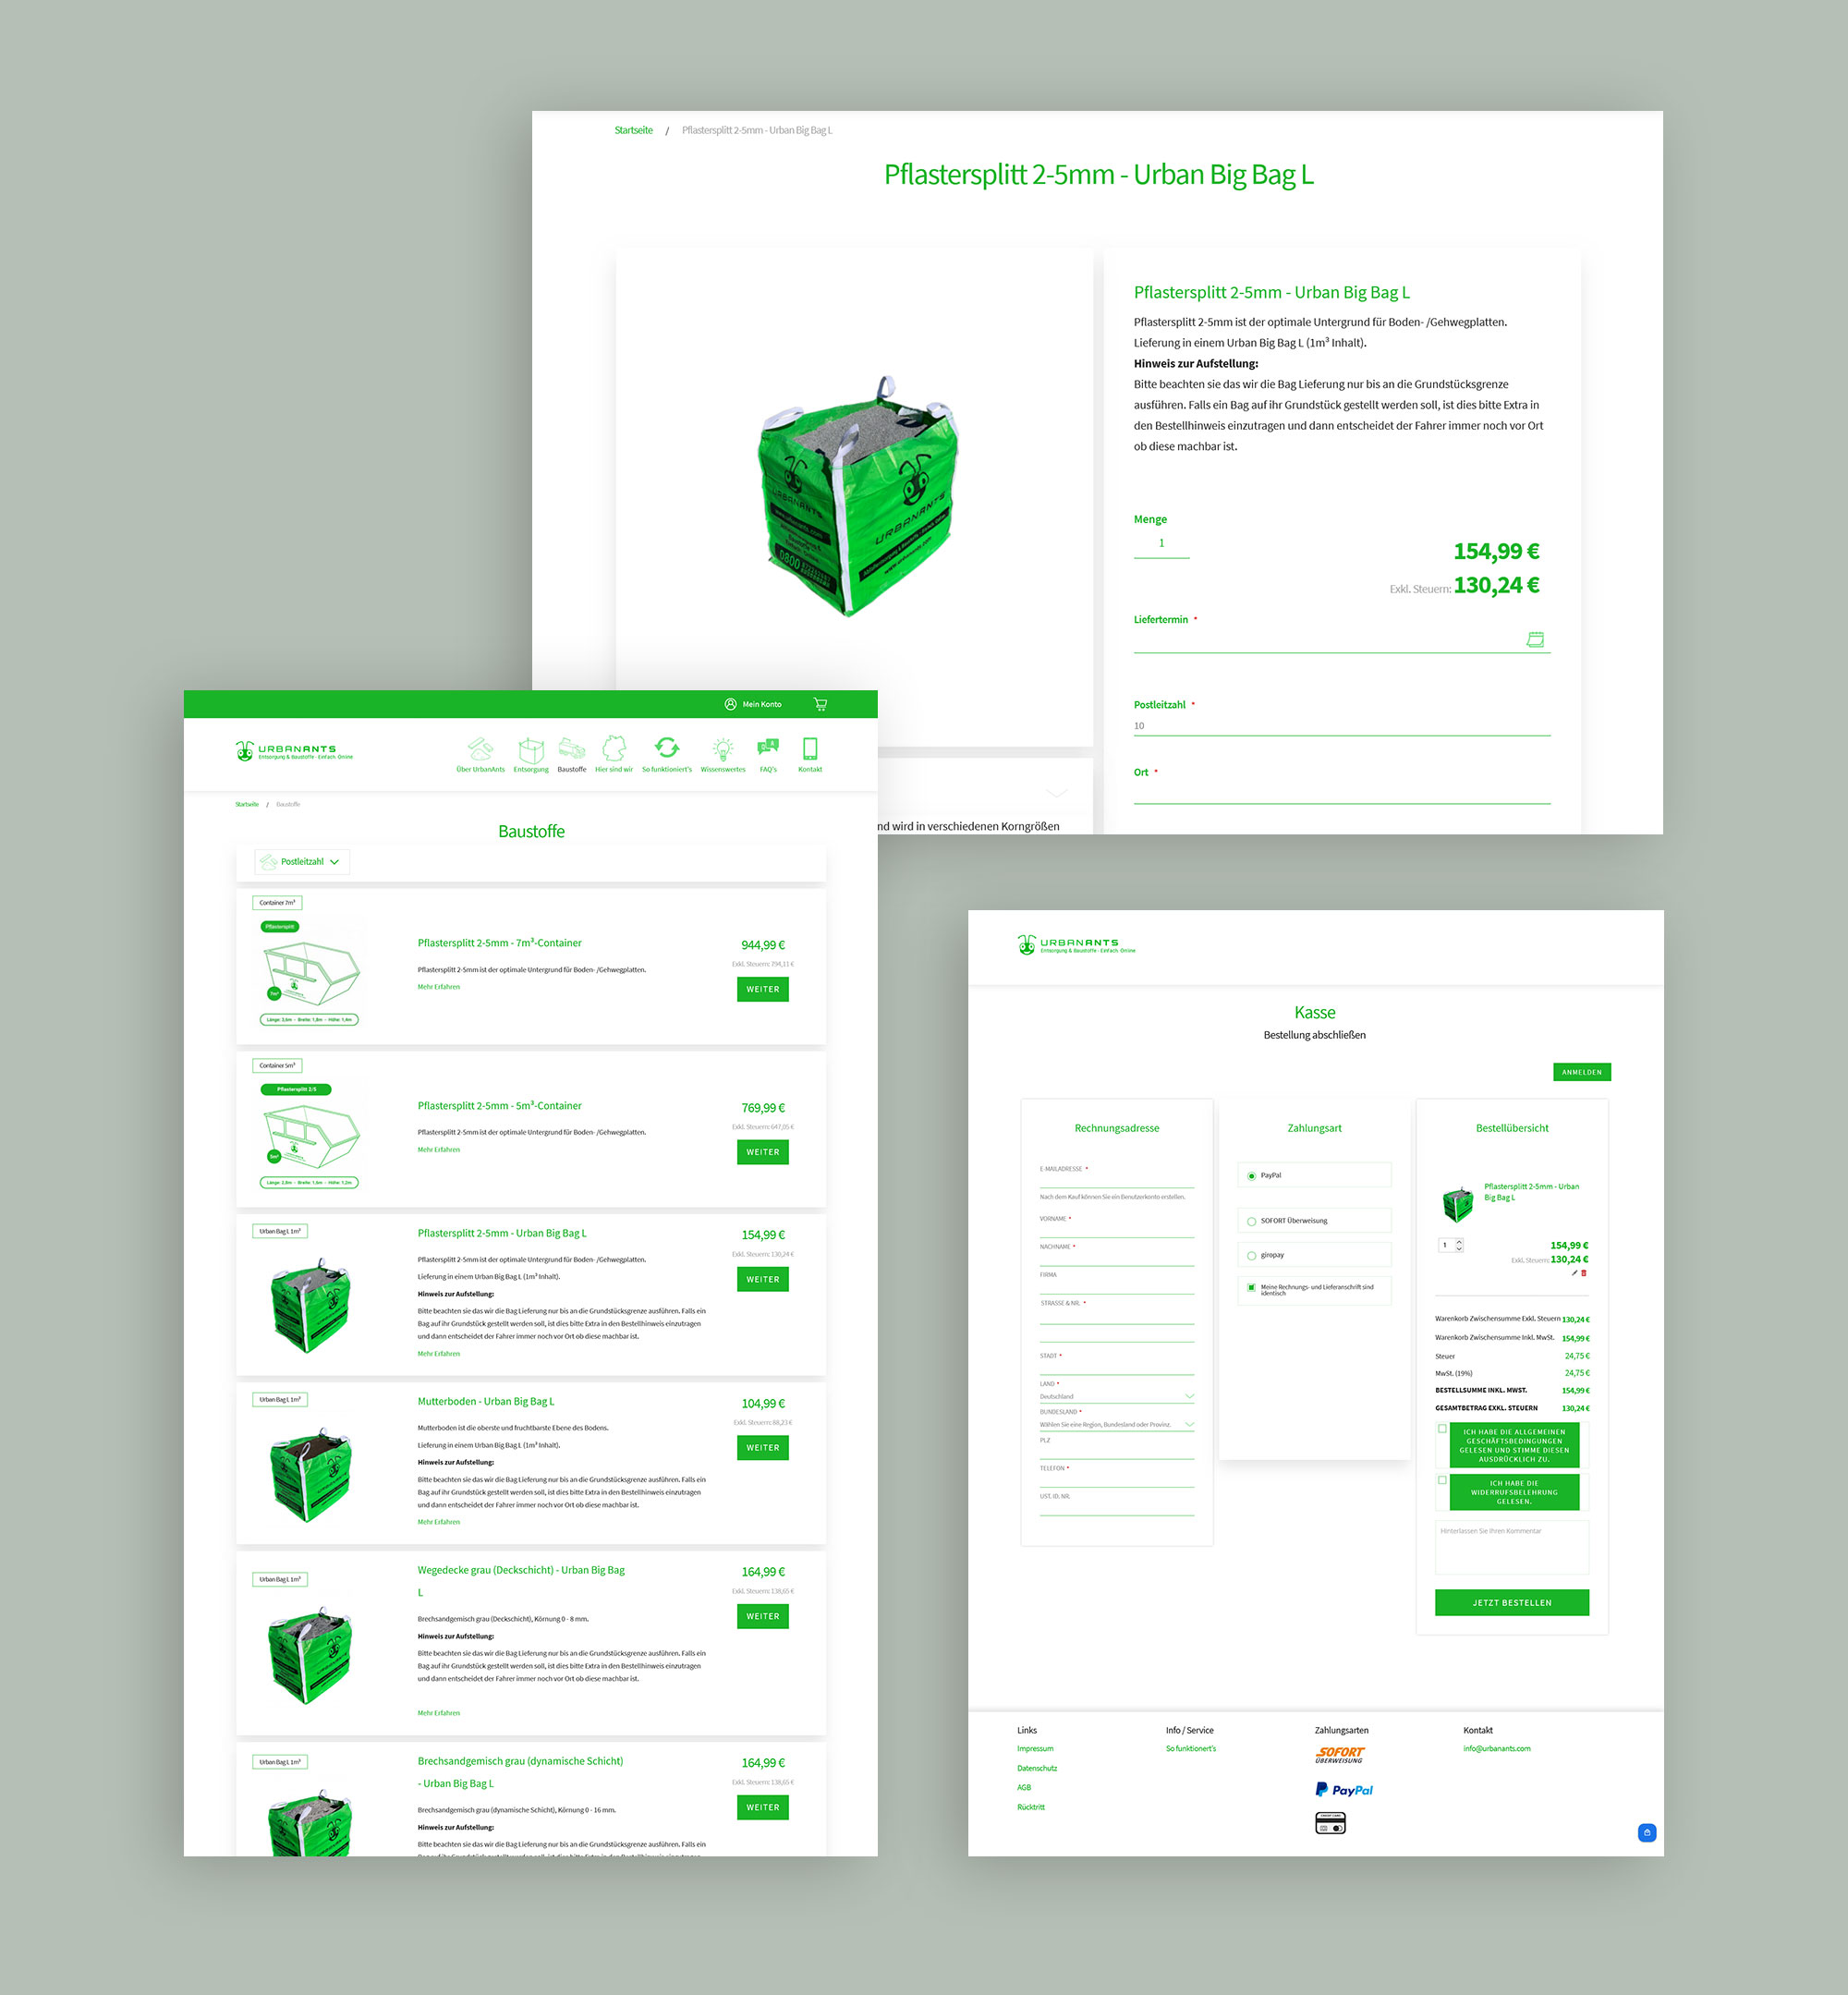 Startseite / Pflastersplitt 2-5mm - Urban Big Bag L
Pflastersplitt 2-5mm - Urban Big Bag L
URBANANTS
www.urbanants.com
0800
URBANANTS
www.urbanants.com
Pflastersplitt 2-5mm - Urban Big Bag L
Pflastersplitt 2-5mm ist der optimale Untergrund für Boden- /Gehwegplatten.
Lieferung in einem Urban Big Bag L (1m³ Inhalt).
Hinweis zur Aufstellung:
Bitte beachten sie das wir die Bag Lieferung nur bis an die Grundstücksgrenze
ausführen. Falls ein Bag auf ihr Grundstück gestellt werden soll, ist dies bitte Extra in
den Bestellhinweis einzutragen und dann entscheidet der Fahrer immer noch vor Ort
ob diese machbar ist.
Menge
1
154,99 €
Exkl. Steuern: 130,24 €
Liefertermin *
Postleitzahl *
10
Ort *
nd wird in verschiedenen Korngrößen
Mein Konto
URBANANTS
Entsorgung & Baustoffe - Einfach. Online
Über UrbanAnts Entsorgung Baustoffe Hier sind wir So funktioniert's Wissenswertes FAQ's Kontakt
Startseite / Baustoffe
Baustoffe
Postleitzahl
Container 7m³
Pflastersplitt
7m³
Länge: 3,6m - Breite: 1,8m - Höhe: 1,6m
Pflastersplitt 2-5mm - 7m³-Container
Pflastersplitt 2-5mm ist der optimale Untergrund für Boden- /Gehwegplatten.
Mehr Erfahren
944,99 €
Exkl. Steuern: 794,11 €
WEITER
Container 5m³
Pflastersplitt 2/5
5m³
Pflastersplitt 2-5mm - 5m³-Container
Pflastersplitt 2-5mm ist der optimale Untergrund für Boden- /Gehwegplatten.
Mehr Erfahren
769,99 €
Exkl. Steuern: 647,05 €
WEITER
Urban Bag L 1m³
Pflastersplitt 2-5mm - Urban Big Bag L
Pflastersplitt 2-5mm ist der optimale Untergrund für Boden- /Gehwegplatten.
Lieferung in einem Urban Big Bag L (1m³ Inhalt).
Hinweis zur Aufstellung:
Bitte beachten sie das wir die Bag Lieferung nur bis an die Grundstücksgrenze ausführen. Falls ein
Bag auf ihr Grundstück gestellt werden soll, ist dies bitte Extra in den Bestellhinweis einzutragen
und dann entscheidet der Fahrer immer noch vor Ort ob diese machbar ist.
Mehr Erfahren
154,99 €
Exkl. Steuern: 130,24 €
WEITER
Urban Bag L 1m³
Mutterboden - Urban Big Bag L
Mutterboden ist die oberste und fruchtbarste Ebene des Bodens.
Lieferung in einem Urban Big Bag L (1m³ Inhalt).
Hinweis zur Aufstellung:
Bitte beachten sie das wir die Bag Lieferung nur bis an die Grundstücksgrenze ausführen. Falls ein
Bag auf ihr Grundstück gestellt werden soll, ist dies bitte Extra in den Bestellhinweis einzutragen
und dann entscheidet der Fahrer immer noch vor Ort ob diese machbar ist.
Mehr Erfahren
104,99 €
Exkl. Steuern: 88,23 €
WEITER
Urban Bag L 1m³
Wegedecke grau (Deckschicht) - Urban Big Bag
L
Brechsandgemisch grau (Deckschicht), Körnung 0 - 8 mm.
Hinweis zur Aufstellung:
Bitte beachten sie das wir die Bag Lieferung nur bis an die Grundstücksgrenze ausführen. Falls ein
Bag auf ihr Grundstück gestellt werden soll, ist dies bitte Extra in den Bestellhinweis einzutragen
und dann entscheidet der Fahrer immer noch vor Ort ob diese machbar ist.
Mehr Erfahren
164,99 €
Exkl. Steuern: 138,65 €
WEITER
Urban Bag L 1m³
Brechsandgemisch grau (dynamische Schicht)
- Urban Big Bag L
Brechsandgemisch grau (dynamische Schicht), Körnung 0 - 16 mm.
Hinweis zur Aufstellung:
Bitte beachten sie das wir die Bag Lieferung nur bis an die Grundstücksgrenze ausführen. Falls ein
164,99 €
Exkl. Steuern: 138,65 €
WEITER
URBANANTS
Entsorgung & Baustoffe - Einfach. Online
Kasse
Bestellung abschließen
ANMELDEN
Rechnungsadresse
E-MAILADRESSE *
Nach dem Kauf können Sie ein Benutzerkonto erstellen.
VORNAME *
NACHNAME *
FIRMA
STRASSE & NR. *
STADT *
LAND *
Deutschland
BUNDESLAND *
Wählen Sie eine Region, Bundesland oder Provinz.
PLZ
TELEFON *
UST. ID. NR.
Zahlungsart
PayPal
SOFORT Überweisung
giropay
Meine Rechnungs- und Lieferanschrift sind
identisch
Bestellübersicht
Pflastersplitt 2-5mm - Urban
Big Bag L
1
154,99 €
Exkl. Steuern: 130,24 €
Warenkorb Zwischensumme Exkl. Steuern 130,24 €
Warenkorb Zwischensumme Inkl. MwSt. 154,99 €
Steuer 24,75 €
MwSt. (19%) 24,75 €
BESTELLSUMME INKL. MWST. 154,99 €
GESAMTBETRAG EXKL. STEUERN 130,24 €
ICH HABE DIE ALLGEMEINEN
GESCHÄFTSBEDINGUNGEN
GELESEN UND STIMME DIESEN
AUSDRÜCKLICH ZU.
ICH HABE DIE
WIDERRUFSBELEHRUNG
GELESEN.
Hinterlassen Sie Ihren Kommentar
JETZT BESTELLEN
Links
Impressum
Datenschutz
AGB
Rücktritt
Info / Service
So funktionert's
Zahlungsarten
SOFORT
ÜBERWEISUNG
PayPal
CREDIT CARD
Kontakt
info@urbanants.com